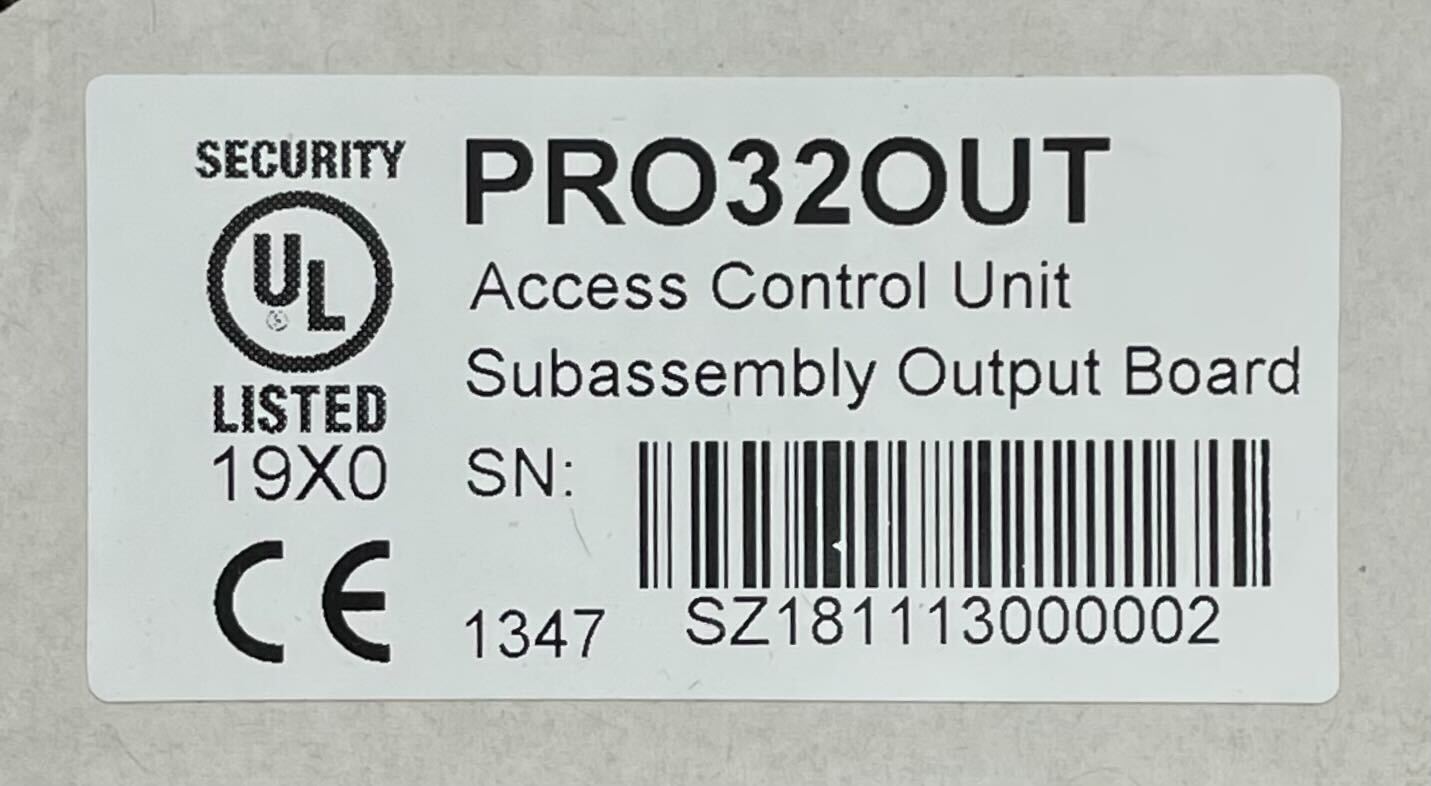 SECURITY
UL
LISTED
19X0
CE
PRO32OUT
Access Control Unit
Subassembly Output Board
SN:
1347
SZ181113000002